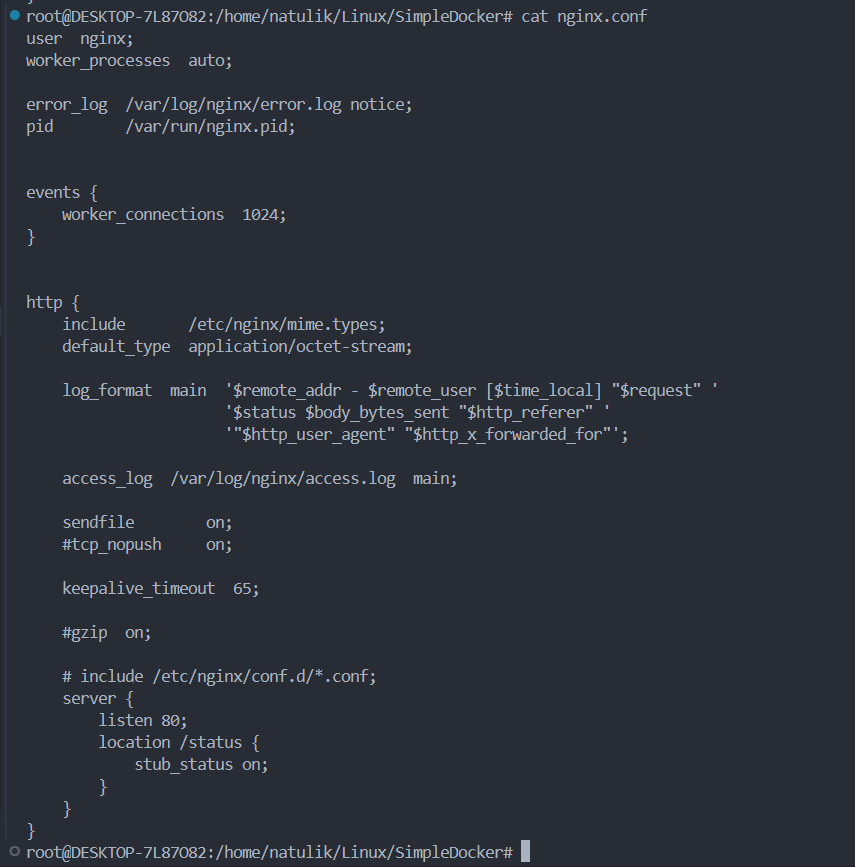 root@DESKTOP-7L87O82:/home/natulik/Linux/SimpleDocker# cat nginx.conf
user  nginx;
worker_processes  auto;

error_log  /var/log/nginx/error.log notice;
pid        /var/run/nginx.pid;


events {
    worker_connections  1024;
}


http {
    include       /etc/nginx/mime.types;
    default_type  application/octet-stream;

    log_format  main  '$remote_addr - $remote_user [$time_local] "$request" '
                      '$status $body_bytes_sent "$http_referer" '
                      '"$http_user_agent" "$http_x_forwarded_for"';

    access_log  /var/log/nginx/access.log  main;

    sendfile        on;
    #tcp_nopush     on;

    keepalive_timeout  65;

    #gzip  on;

    # include /etc/nginx/conf.d/*.conf;
    server {
        listen 80;
        location /status {
            stub_status on;
        }
    }
}
root@DESKTOP-7L87O82:/home/natulik/Linux/SimpleDocker#